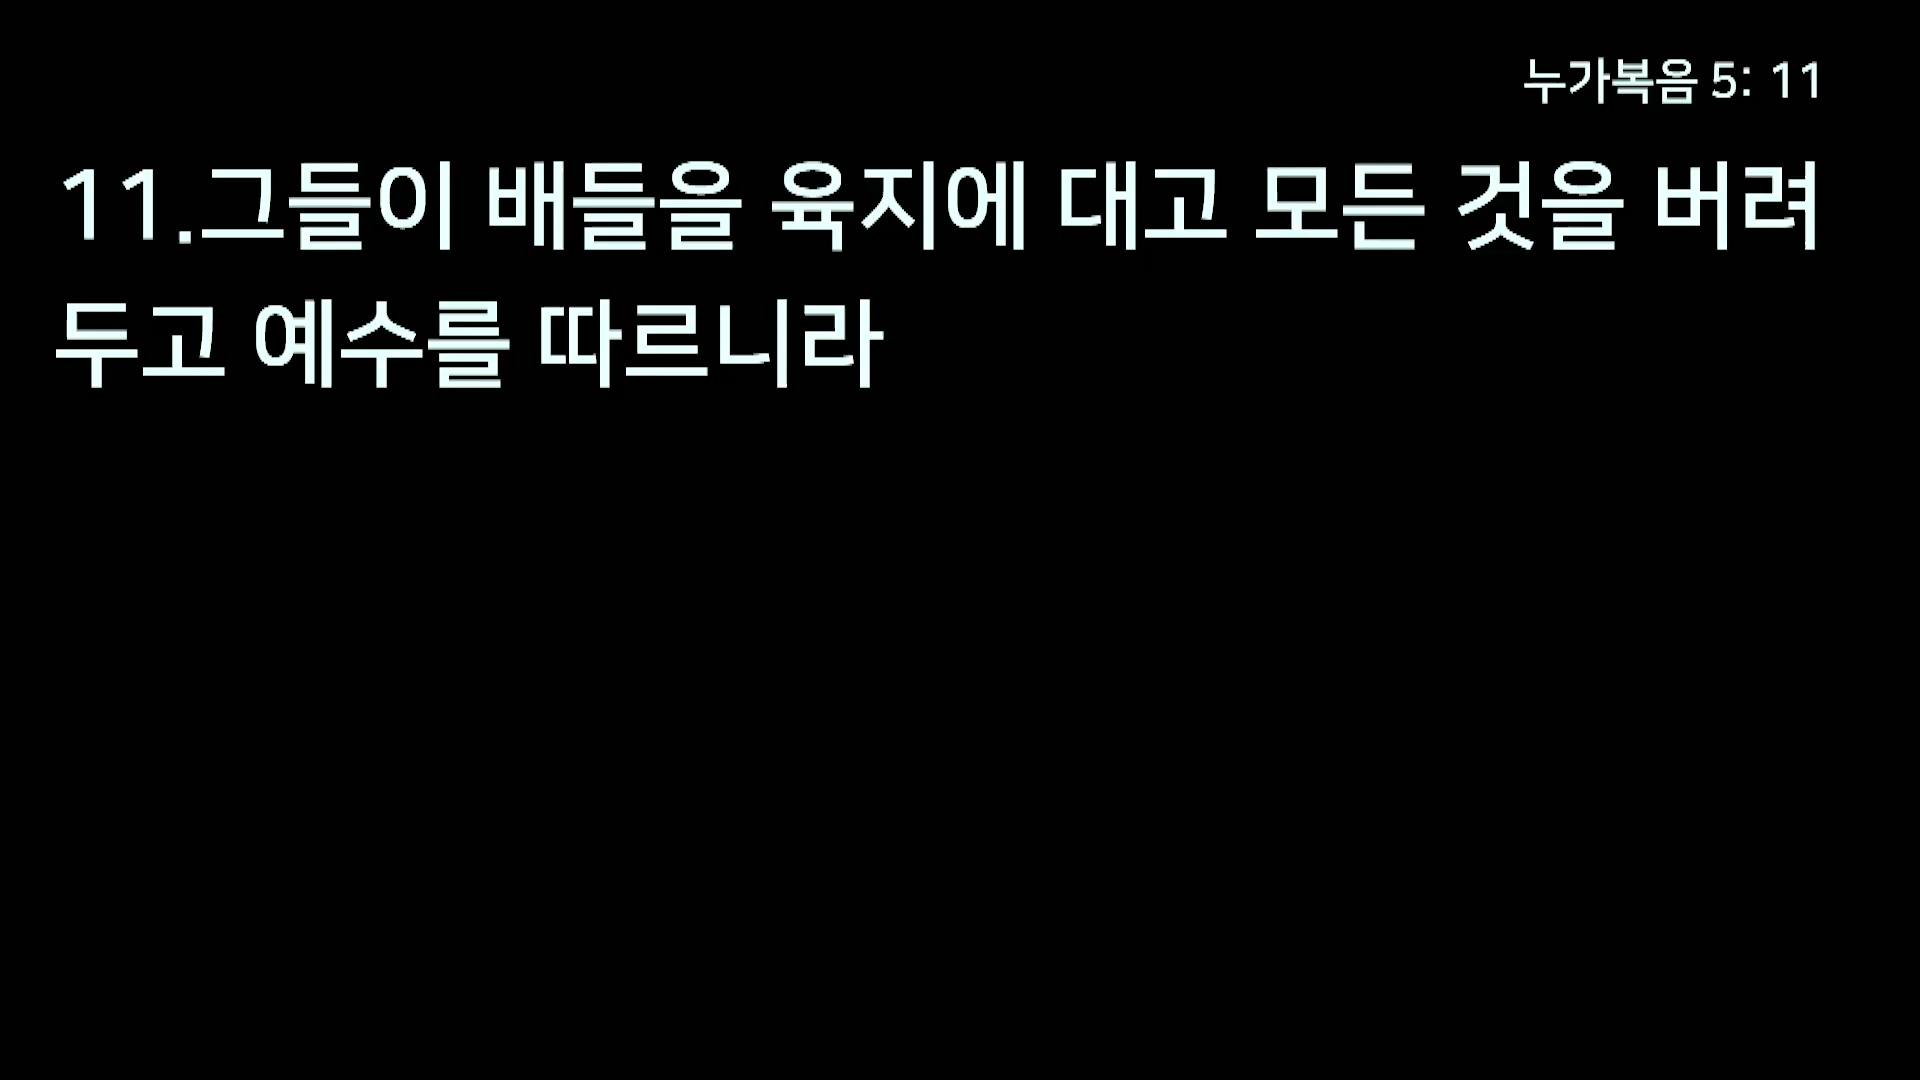 누가복음 5: 11
11.그들이 배들을 육지에 대고 모든 것을 버려
두고 예수를 따르니라